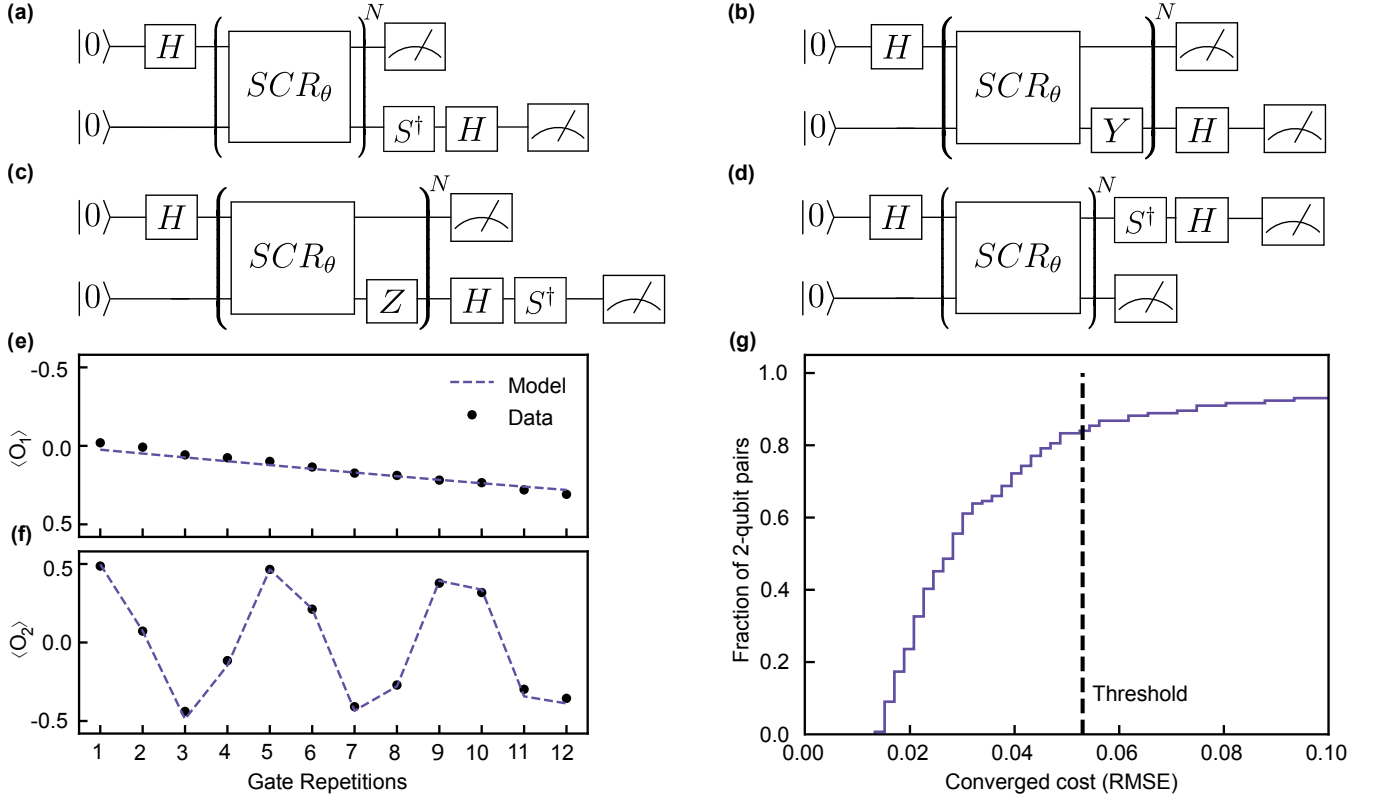 (a)
N
|0⟩ H SCR_θ
|0⟩ S† H
(b)
N
|0⟩ H SCR_θ
|0⟩ Y H
(c)
N
|0⟩ H SCR_θ
|0⟩ Z H S†
(d)
N
|0⟩ H SCR_θ S† H
|0⟩
(e)
-0.5
0.0
0.5
⟨O₁⟩
Model
Data
(f)
0.5
0.0
-0.5
⟨O₂⟩
1 2 3 4 5 6 7 8 9 10 11 12
Gate Repetitions
(g)
1.0
0.8
0.6
0.4
0.2
0.0
Fraction of 2-qubit pairs
Threshold
0.00 0.02 0.04 0.06 0.08 0.10
Converged cost (RMSE)